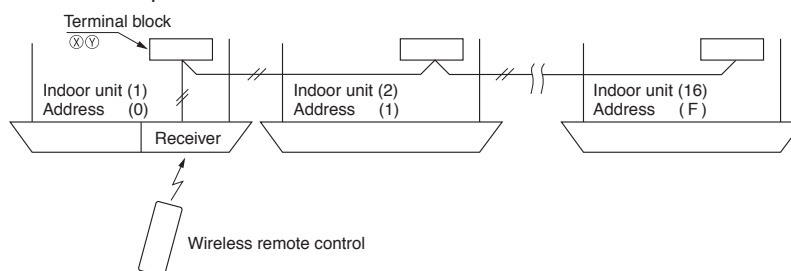 Terminal block
ⓍⓎ
Indoor unit (1)
Address (0)
Receiver
Indoor unit (2)
Address (1)
Indoor unit (16)
Address (F)
Wireless remote control